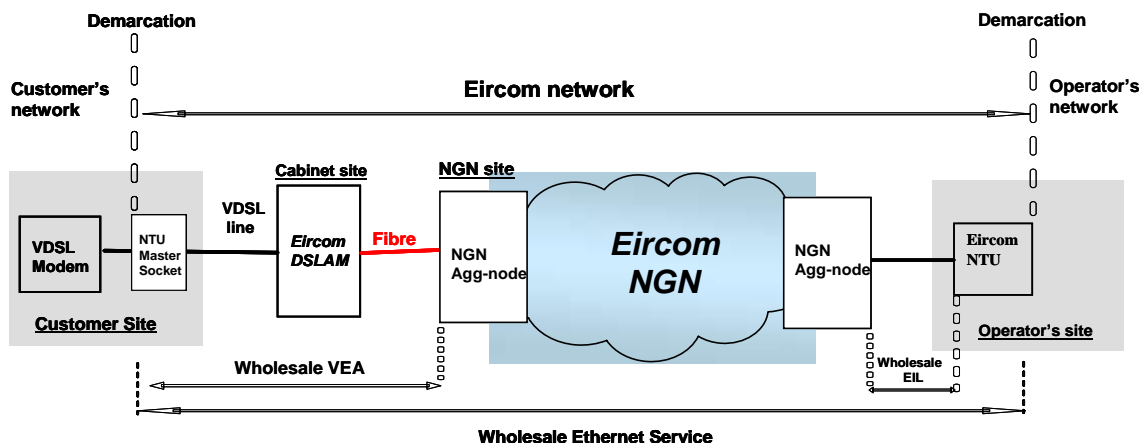 Demarcation
Demarcation
Customer's
network
Eircom network
Operator's
network
Cabinet site
NGN site
VDSL
line
Fibre
VDSL
Modem
NTU
Master
Socket
Eircom
DSLAM
NGN
Agg-node
Eircom
NGN
NGN
Agg-node
Eircom
NTU
Customer Site
Operator's site
Wholesale VEA
Wholesale
EIL
Wholesale Ethernet Service